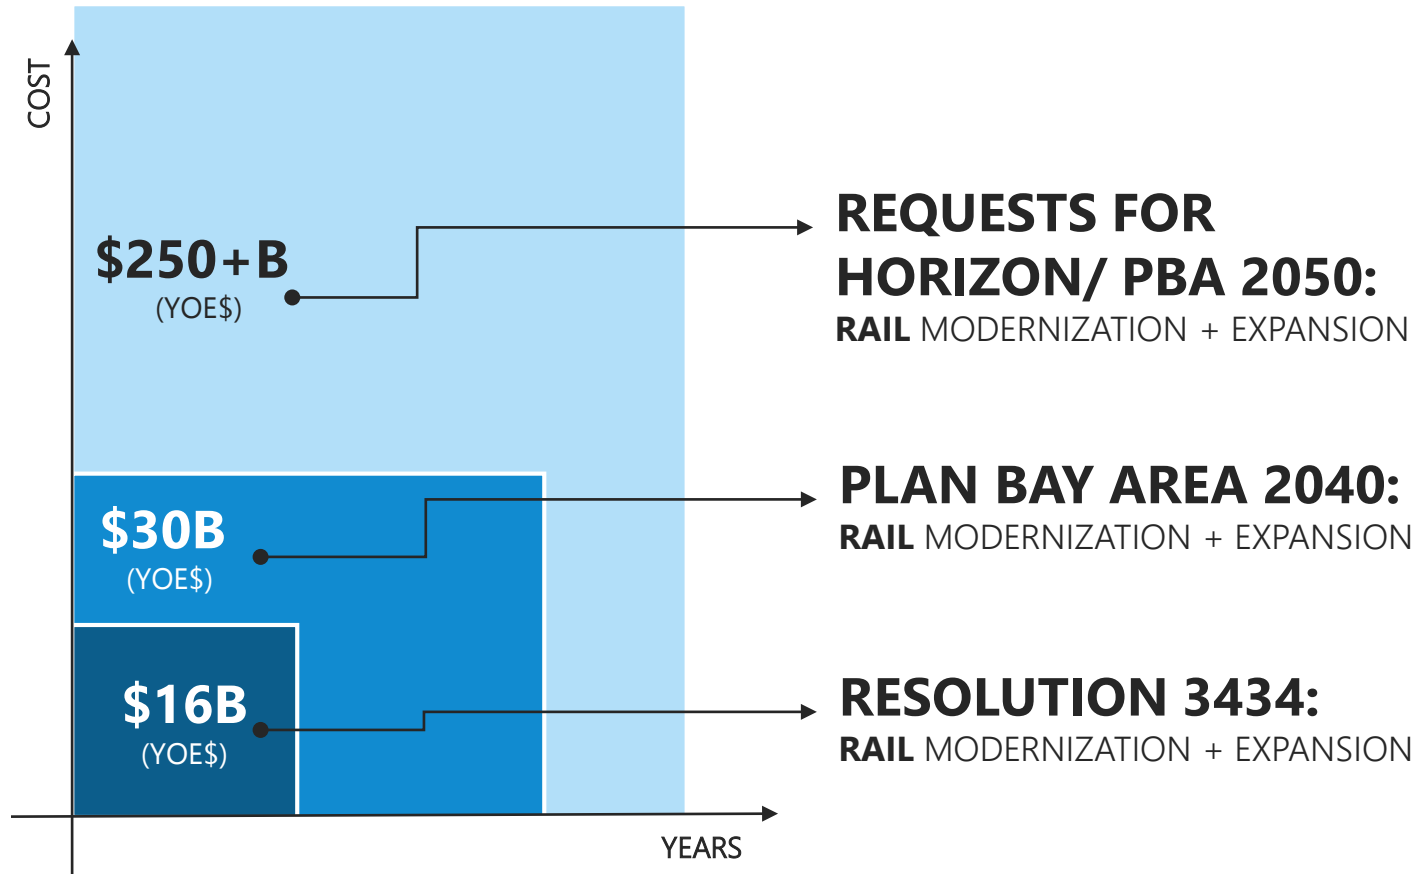 COST
$250+B
(YOE$)
REQUESTS FOR
HORIZON/ PBA 2050:
RAIL MODERNIZATION + EXPANSION
$30B
(YOE$)
PLAN BAY AREA 2040:
RAIL MODERNIZATION + EXPANSION
$16B
(YOE$)
RESOLUTION 3434:
RAIL MODERNIZATION + EXPANSION
YEARS